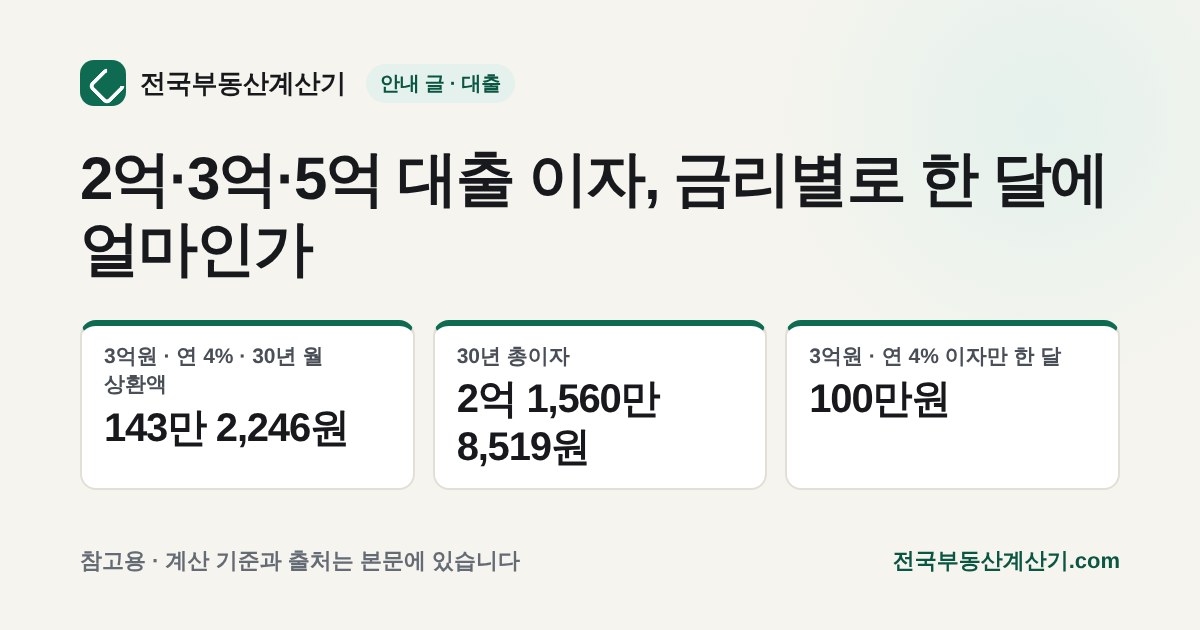 전국부동산계산기
안내 글 · 대출
2억·3억·5억 대출 이자, 금리별로 한 달에
얼마인가
3억원 · 연 4% · 30년 월
상환액
143만 2,246원
30년 총이자
2억 1,560만
8,519원
3억원 · 연 4% 이자만 한 달
100만원
참고용 · 계산 기준과 출처는 본문에 있습니다
전국부동산계산기.com